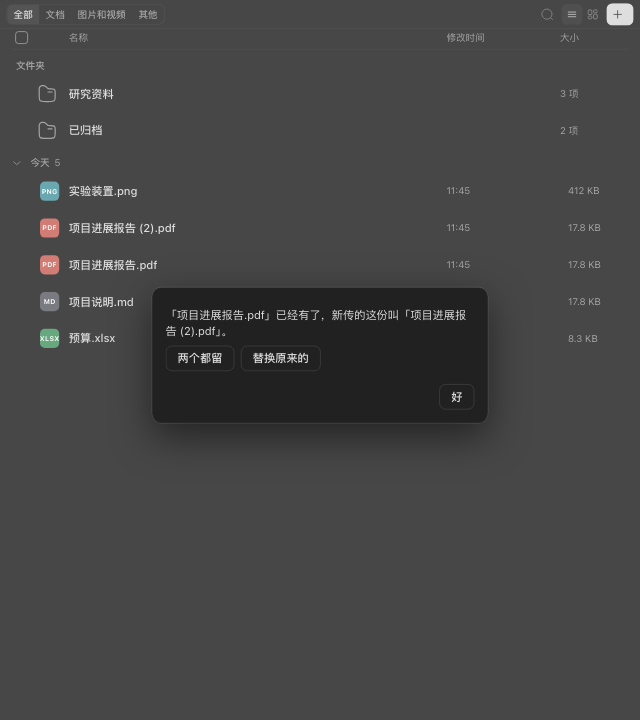 全部 文档 图片和视频 其他
名称 修改时间 大小
文件夹
研究资料 3 项
已归档 2 项
今天 5
PNG 实验装置.png 11:45 412 KB
PDF 项目进展报告 (2).pdf 11:45 17.8 KB
PDF 项目进展报告.pdf 11:45 17.8 KB
MD 项目说明.md 17.8 KB
XLSX 预算.xlsx 8.3 KB
「项目进展报告.pdf」已经有了，新传的这份叫「项目进展报
告 (2).pdf」。
两个都留 替换原来的
好